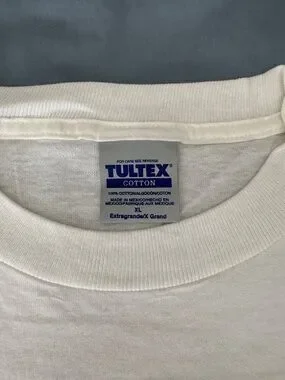 FOR CARE SEE REVERSE
TULTEX®
COTTON
100% COTTON/ALGODON/COTON
MADE IN MEXICO/HECHO EN
MEXICO/FABRIQUE AUX MEXIQUE
XL
Extragrande/X Grand